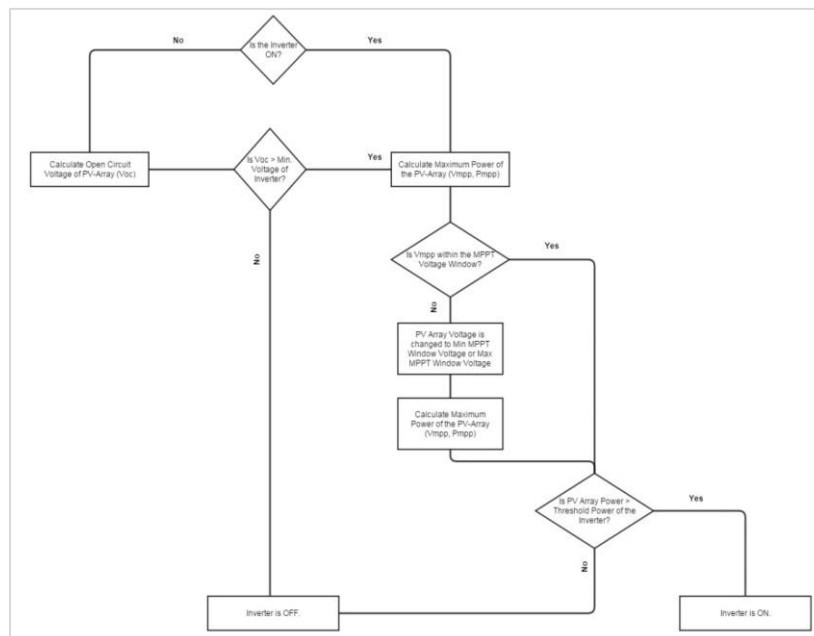 No
Is the Inverter
ON?
Yes
Calculate Open Circuit
Voltage of PV-Array (Voc)
Is Voc > Min.
Voltage of
Inverter?
Yes
Calculate Maximum Power of
the PV-Array (Vmpp, Pmpp)
No
Is Vmpp within the MPPT
Voltage Window?
Yes
No
PV Array Voltage is
changed to Min MPPT
Window Voltage or Max
MPPT Window Voltage
Calculate Maximum
Power of the PV-Array
(Vmpp, Pmpp)
Is PV Array Power >
Threshold Power of the
Inverter?
Yes
No
Inverter is OFF.
Inverter is ON.